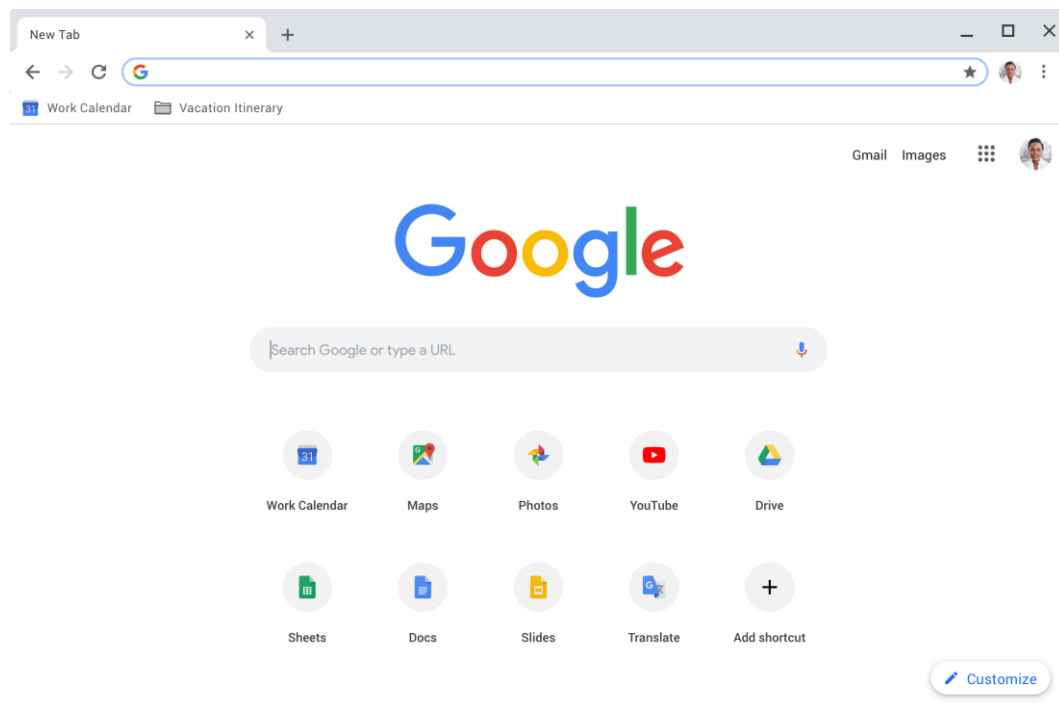 New Tab
Work Calendar Vacation Itinerary
Gmail Images
Google
Search Google or type a URL
Work Calendar Maps Photos YouTube Drive
Sheets Docs Slides Translate Add shortcut
Customize